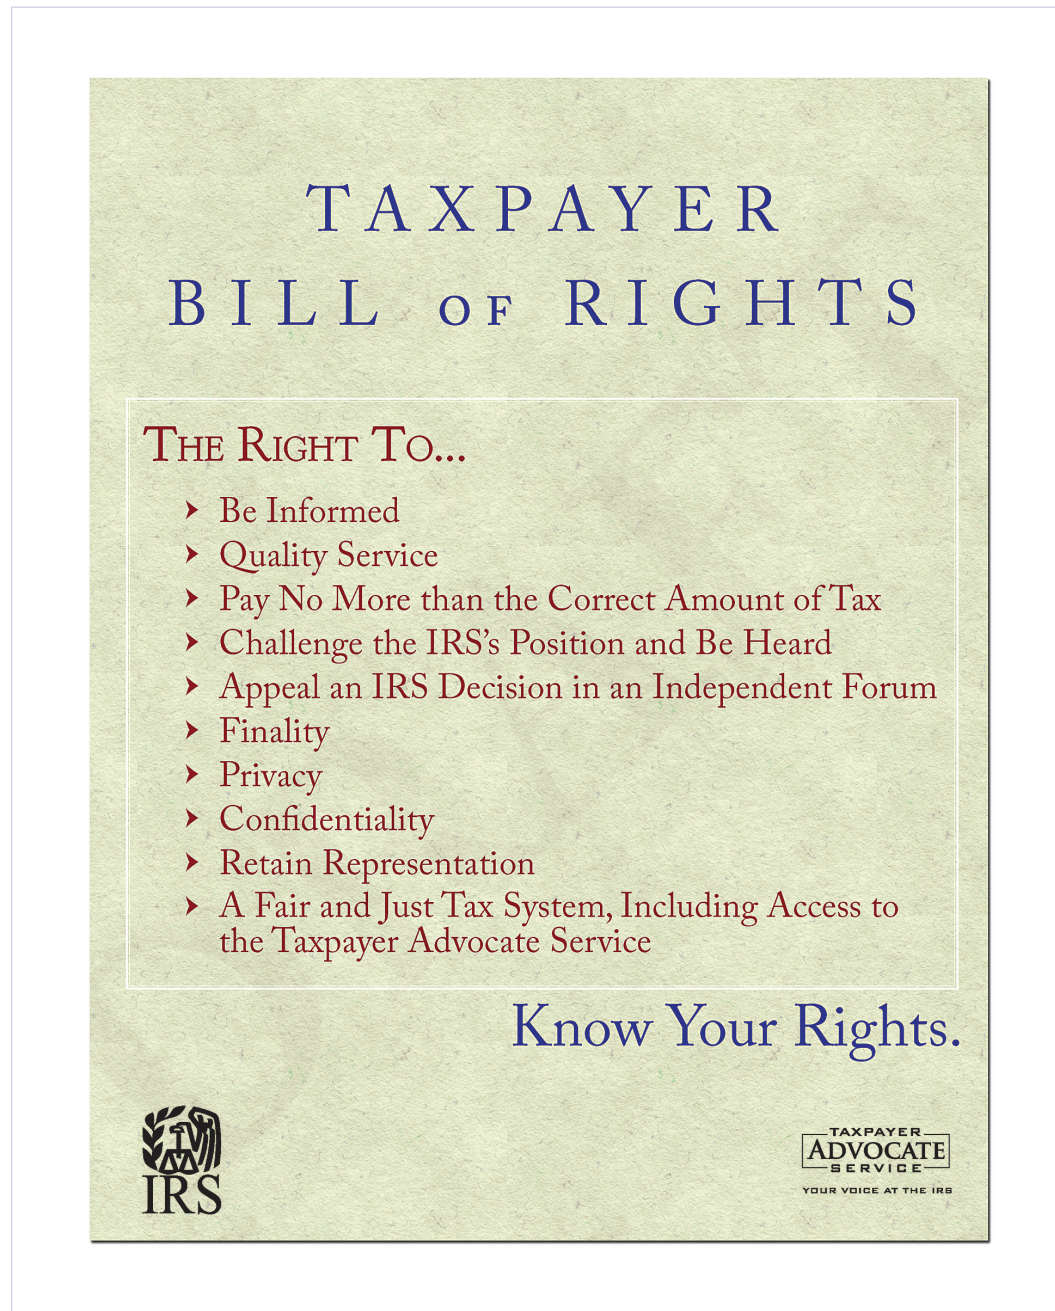 TAXPAYER
BILL OF RIGHTS
THE RIGHT TO...
Be Informed
Quality Service
Pay No More than the Correct Amount of Tax
Challenge the IRS’s Position and Be Heard
Appeal an IRS Decision in an Independent Forum
Finality
Privacy
Confidentiality
Retain Representation
A Fair and Just Tax System, Including Access to
the Taxpayer Advocate Service
Know Your Rights.
IRS
TAXPAYER
ADVOCATE
SERVICE
YOUR VOICE AT THE IRS